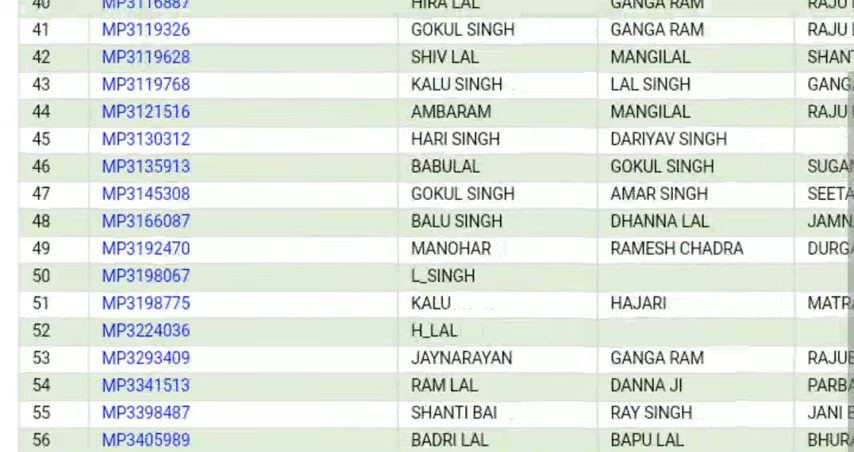 40 MP3116887 HIRA LAL GANGA RAM RAJU
41 MP3119326 GOKUL SINGH GANGA RAM RAJU
42 MP3119628 SHIV LAL MANGILAL SHANT
43 MP3119768 KALU SINGH LAL SINGH GANG
44 MP3121516 AMBARAM MANGILAL RAJU
45 MP3130312 HARI SINGH DARIYAV SINGH
46 MP3135913 BABULAL GOKUL SINGH SUGAN
47 MP3145308 GOKUL SINGH AMAR SINGH SEETA
48 MP3166087 BALU SINGH DHANNA LAL JAMN
49 MP3192470 MANOHAR RAMESH CHADRA DURGA
50 MP3198067 L_SINGH
51 MP3198775 KALU HAJARI MATR
52 MP3224036 H_LAL
53 MP3293409 JAYNARAYAN GANGA RAM RAJUB
54 MP3341513 RAM LAL DANNA JI PARBA
55 MP3398487 SHANTI BAI RAY SINGH JANI
56 MP3405989 BADRI LAL BAPU LAL BHURA